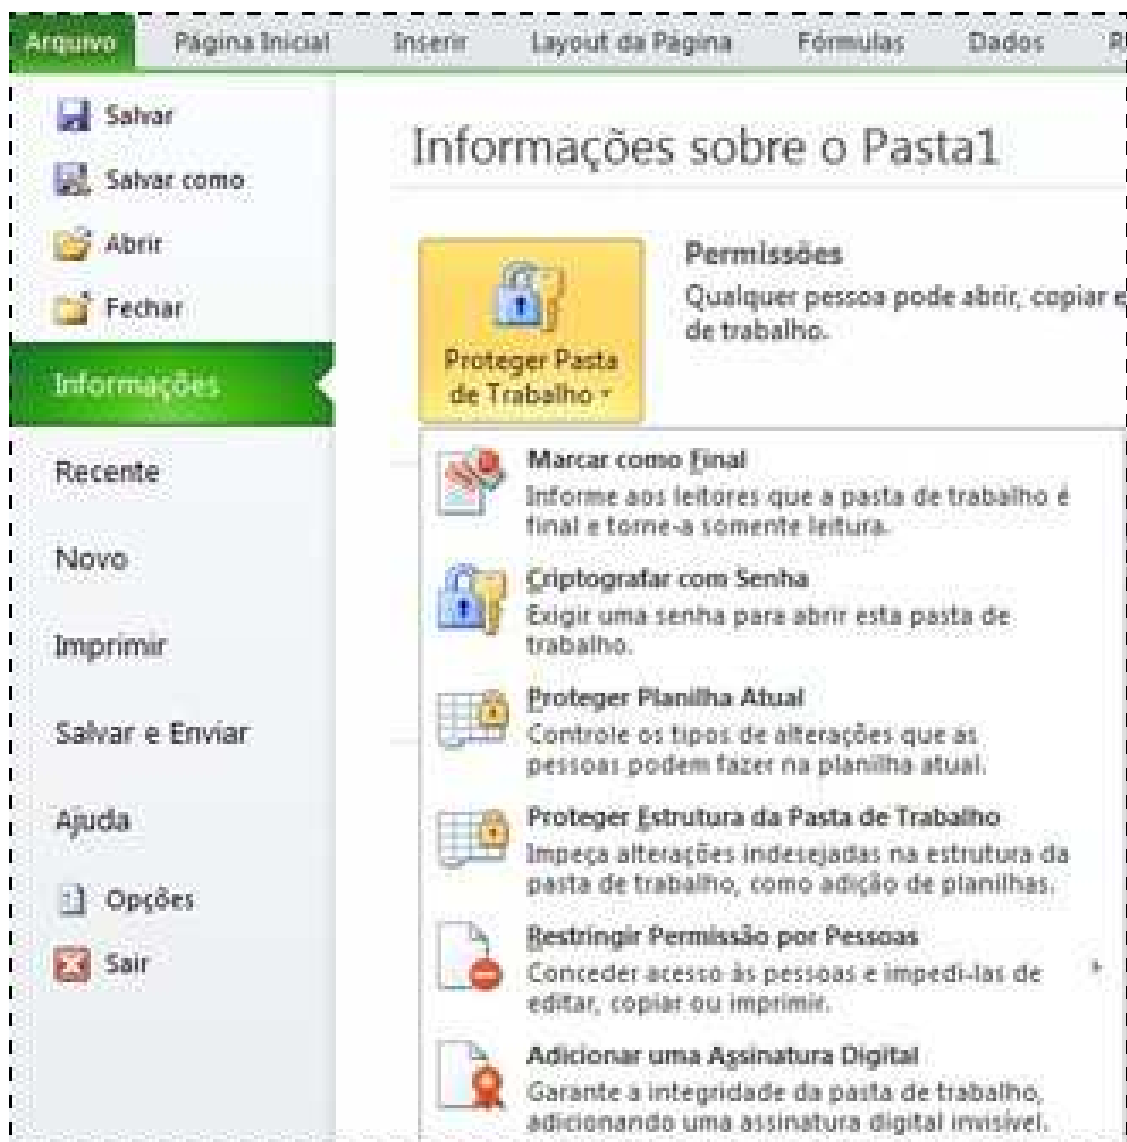 Arquivo Página Inicial Inserir Layout da Página Fórmulas Dados
Salvar
Salvar como
Abrir
Fechar
Informações
Recente
Novo
Imprimir
Salvar e Enviar
Ajuda
Opções
Sair
Informações sobre o Pasta1
Proteger Pasta
de Trabalho
Permissões
Qualquer pessoa pode abrir, copiar e
de trabalho.
Marcar como Final
Informe aos leitores que a pasta de trabalho é
final e torne-a somente leitura.
Criptografar com Senha
Exigir uma senha para abrir esta pasta de
trabalho.
Proteger Planilha Atual
Controle os tipos de alterações que as
pessoas podem fazer na planilha atual.
Proteger Estrutura da Pasta de Trabalho
Impeça alterações indesejadas na estrutura da
pasta de trabalho, como adição de planilhas.
Restringir Permissão por Pessoas
Conceder acesso às pessoas e impedi-las de
editar, copiar ou imprimir.
Adicionar uma Assinatura Digital
Garante a integridade da pasta de trabalho,
adicionando uma assinatura digital invisível.